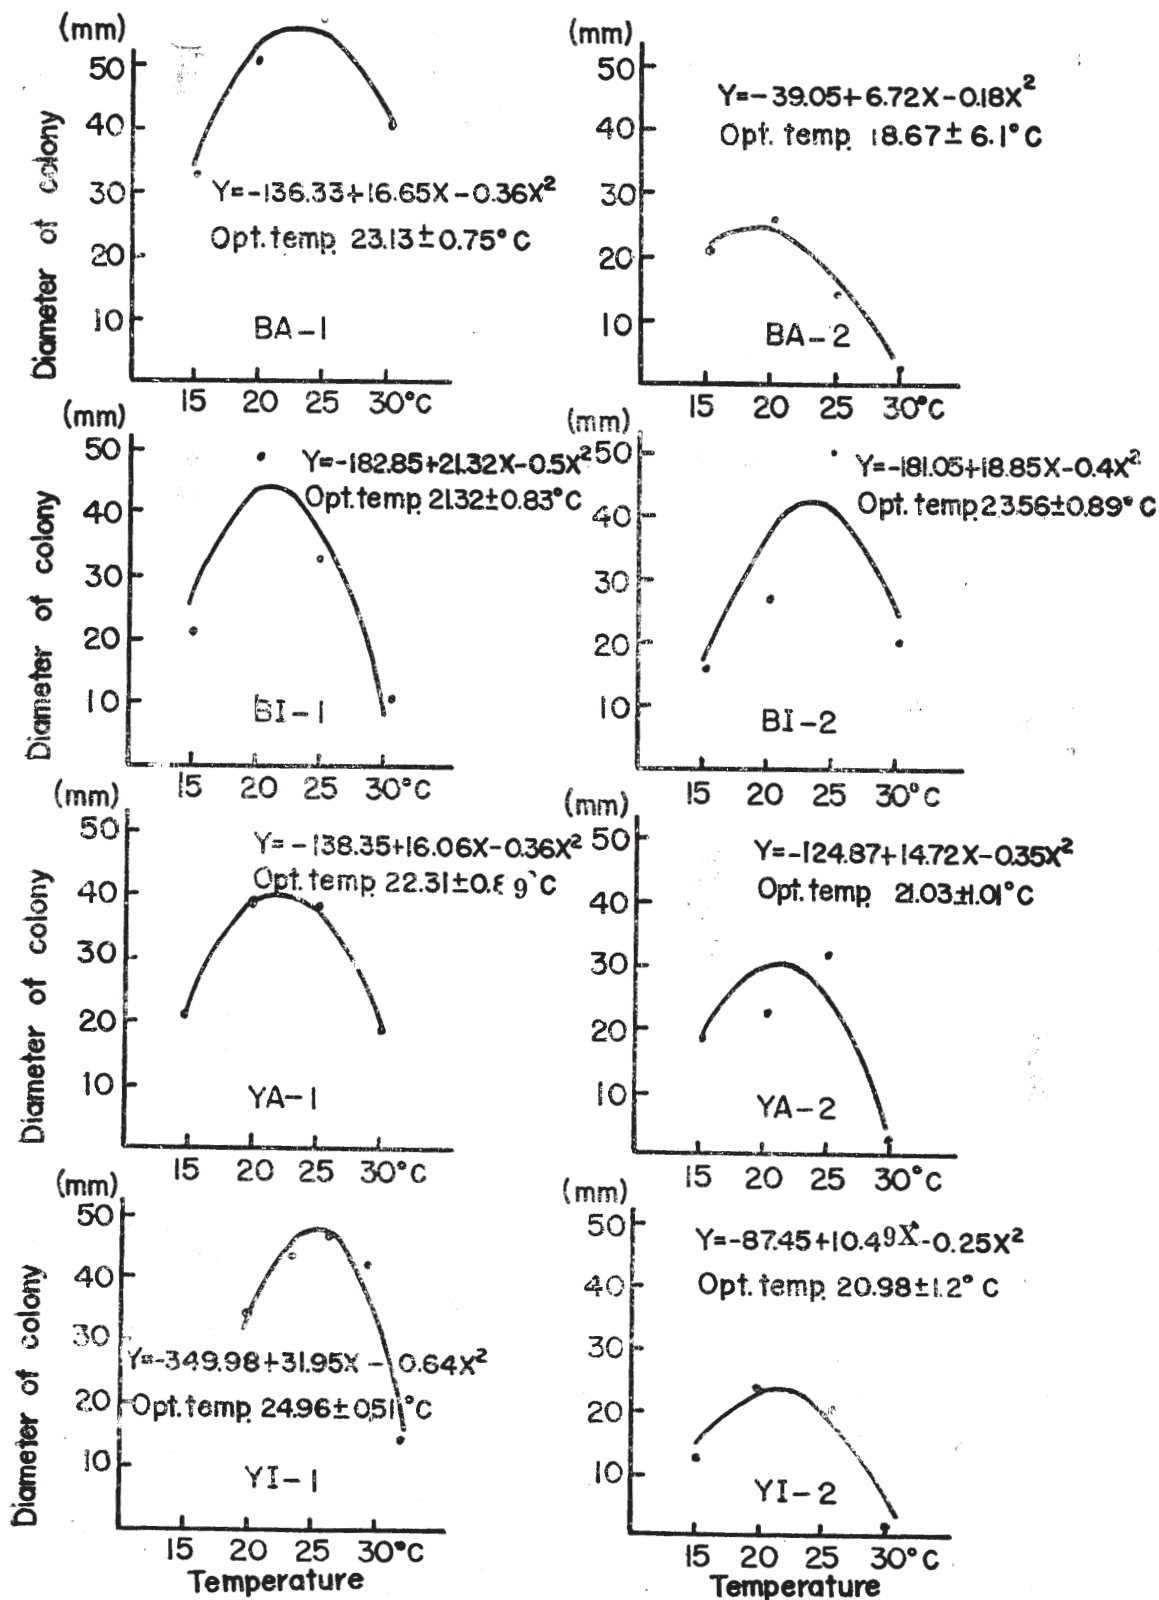 (mm)
50
40
30
20
10
Diameter of colony
Y=-136.33+16.65X-0.36X²
Opt.temp. 23.13±0.75°C
BA-1
15 20 25 30°C
(mm)
50
40
30
20
10
Y=-39.05+6.72X-0.18X²
Opt. temp. 18.67±6.1°C
BA-2
15 20 25 30°C
(mm)
50
40
30
20
10
Diameter of colony
Y=-182.85+21.32X-0.5X²
Opt.temp. 21.32±0.83°C
BI-1
15 20 25 30°C
(mm)
50
40
30
20
10
Y=-181.05+18.85X-0.4X²
Opt.temp. 23.56±0.89°C
BI-2
15 20 25 30°C
(mm)
50
40
30
20
10
Diameter of colony
Y=-138.35+16.06X-0.36X²
Opt. temp.
YA-1
15 20 25 30°C
(mm)
50
40
30
20
10
Y=-124.87+14.72X-0.35X²
Opt.temp. 21.03±1.01°C
YA-2
15 20 25 30°C
(mm)
50
40
30
20
10
Diameter of colony
Y=-349.98+31.95X-0.64X²
Opt.temp. 24.96±0.51°C
YI-1
15 20 25 30°C
Temperature
(mm)
50
40
30
20
10
Y=-87.45+10.49X-0.25X²
Opt. temp. 20.98±1.2°C
YI-2
15 20 25 30°C
Temperature